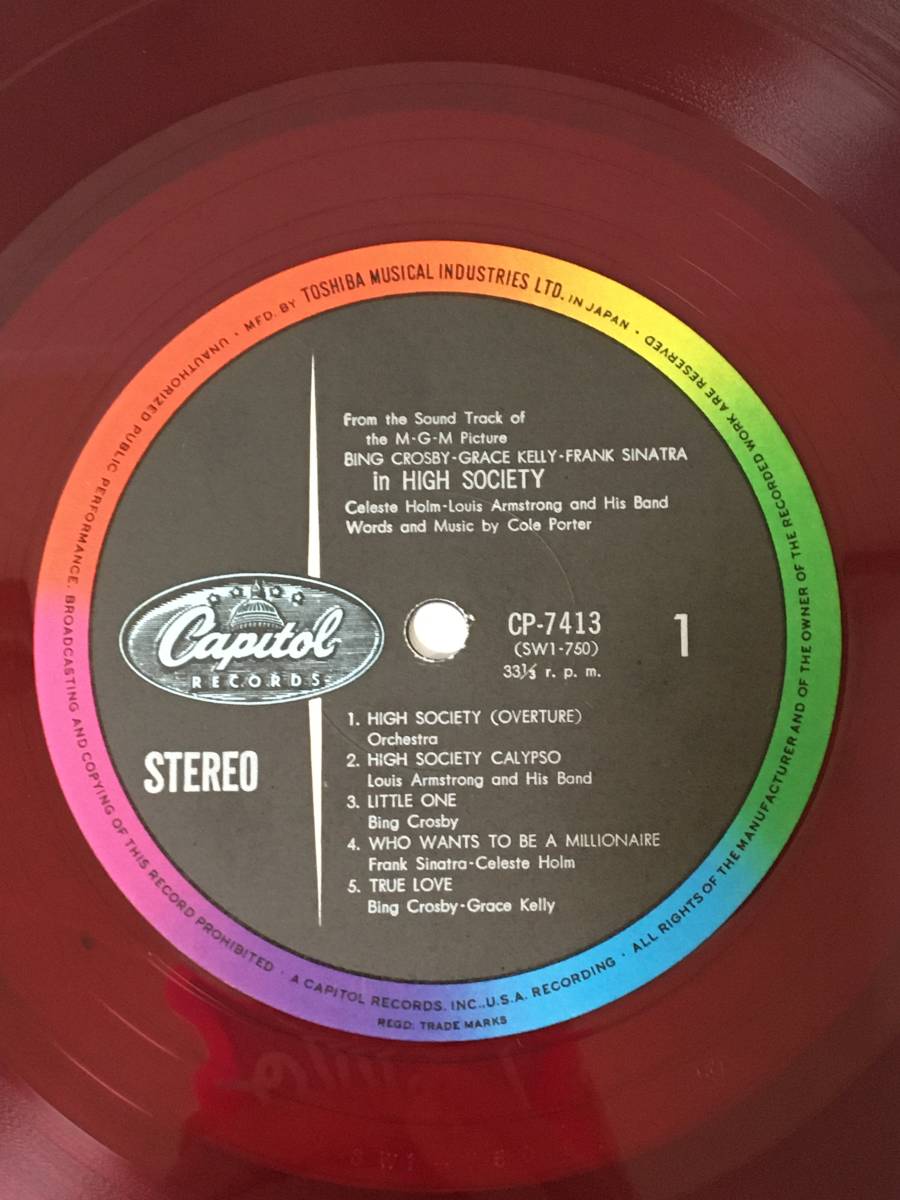 MFD. BY TOSHIBA MUSICAL INDUSTRIES LTD. IN JAPAN ·
ALL RIGHTS OF THE MANUFACTURER AND OF THE OWNER OF THE RECORDED WORK ARE RESERVED
UNAUTHORIZED PUBLIC PERFORMANCE, BROADCASTING AND COPYING OF THIS RECORD PROHIBITED ·
A CAPITOL RECORDS, INC., U.S.A. RECORDING ·
REGD. TRADE MARKS
From the Sound Track of
the M-G-M Picture
BING CROSBY-GRACE KELLY-FRANK SINATRA
in HIGH SOCIETY
Celeste Holm-Louis Armstrong and His Band
Words and Music by Cole Porter
Capitol
RECORDS
CP-7413
(SW1-750)
33⅓ r. p. m.
1
STEREO
1. HIGH SOCIETY (OVERTURE)
Orchestra
2. HIGH SOCIETY CALYPSO
Louis Armstrong and His Band
3. LITTLE ONE
Bing Crosby
4. WHO WANTS TO BE A MILLIONAIRE
Frank Sinatra-Celeste Holm
5. TRUE LOVE
Bing Crosby-Grace Kelly